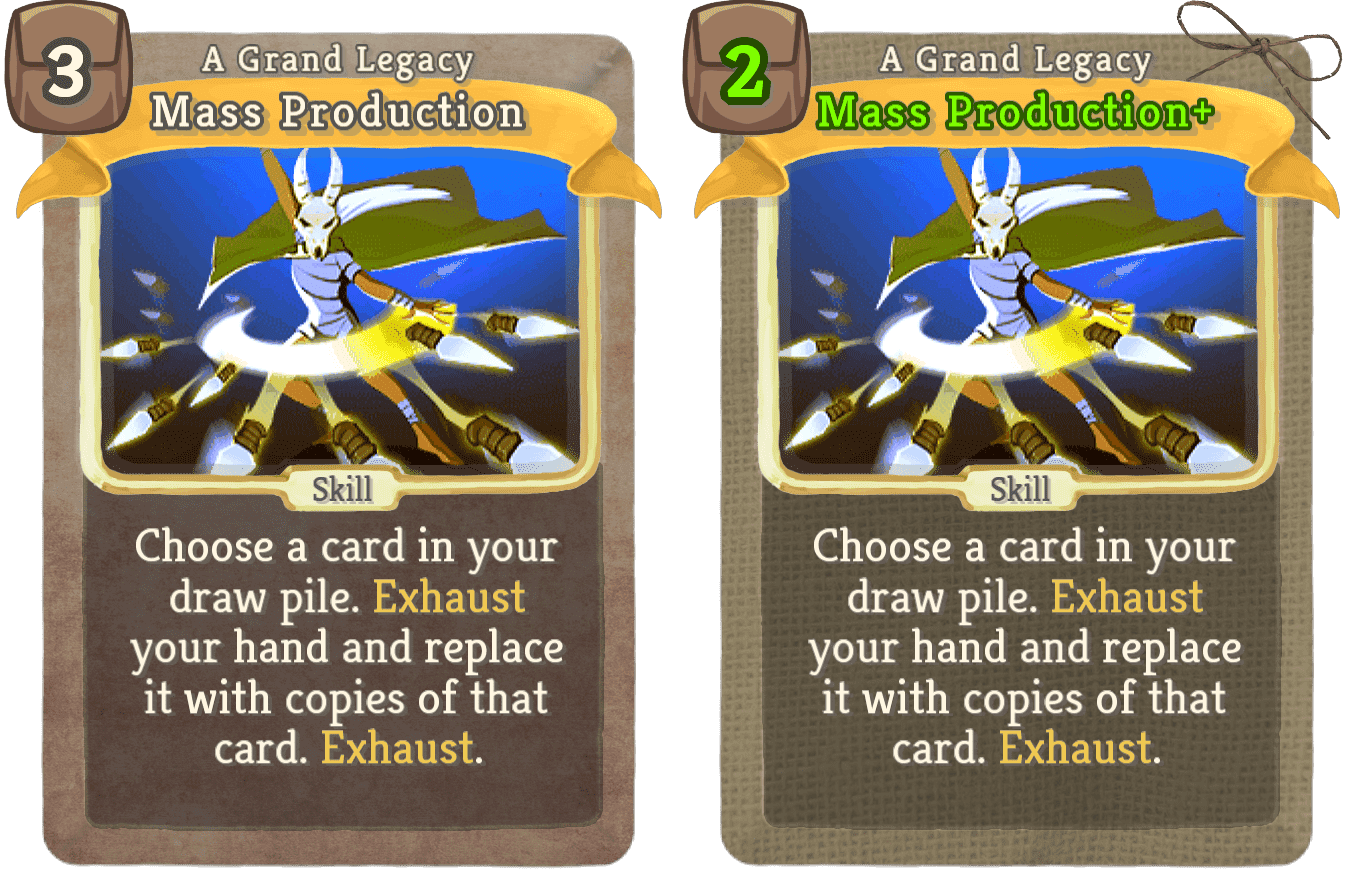 3
A Grand Legacy
Mass Production
Skill
Choose a card in your
draw pile. Exhaust
your hand and replace
it with copies of that
card. Exhaust.
2
A Grand Legacy
Mass Production+
Skill
Choose a card in your
draw pile. Exhaust
your hand and replace
it with copies of that
card. Exhaust.